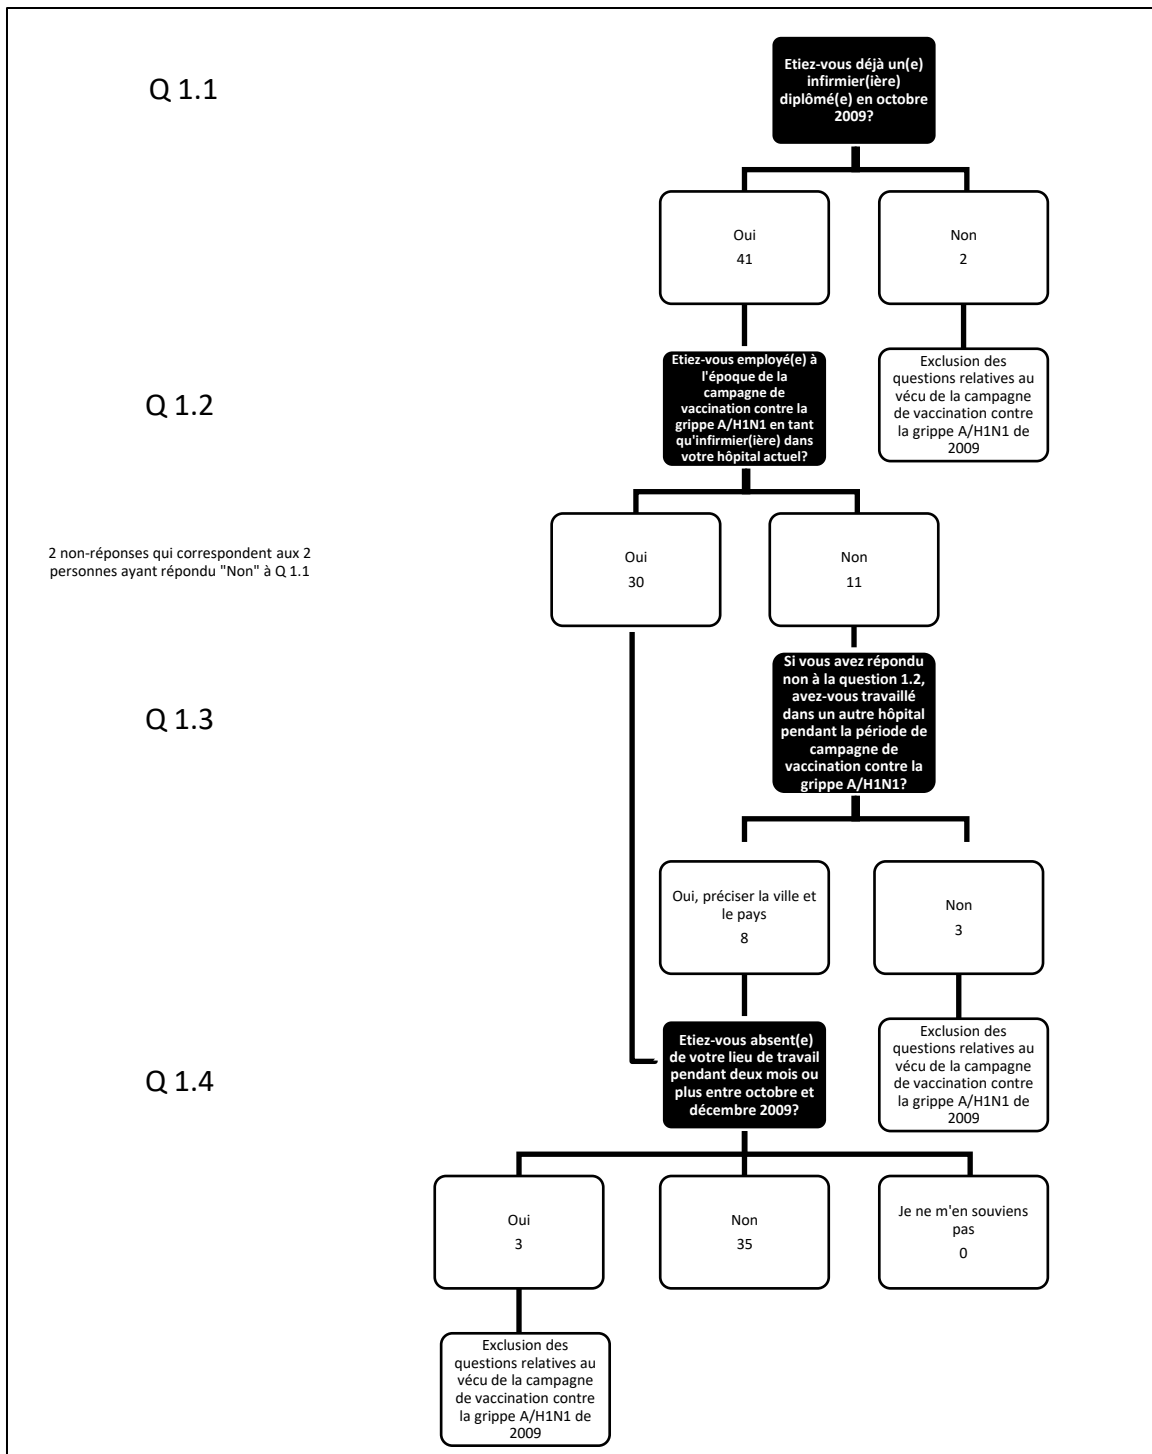 Q 1.1
Etiez-vous déjà un(e)
infirmier(ière)
diplômé(e) en octobre
2009?
Oui
41
Non
2
Q 1.2
Etiez-vous employé(e) à
l'époque de la
campagne de
vaccination contre la
grippe A/H1N1 en tant
qu'infirmier(ière) dans
votre hôpital actuel?
Exclusion des
questions relatives au
vécu de la campagne
de vaccination contre
la grippe A/H1N1 de
2009
2 non-réponses qui correspondent aux 2
personnes ayant répondu "Non" à Q 1.1
Oui
30
Non
11
Q 1.3
Si vous avez répondu
non à la question 1.2,
avez-vous travaillé
dans un autre hôpital
pendant la période de
campagne de
vaccination contre la
grippe A/H1N1?
Oui, préciser la ville et
le pays
8
Non
3
Q 1.4
Etiez-vous absent(e)
de votre lieu de travail
pendant deux mois ou
plus entre octobre et
décembre 2009?
Exclusion des
questions relatives au
vécu de la campagne
de vaccination contre
la grippe A/H1N1 de
2009
Oui
3
Non
35
Je ne m'en souviens
pas
0
Exclusion des
questions relatives au
vécu de la campagne
de vaccination contre
la grippe A/H1N1 de
2009